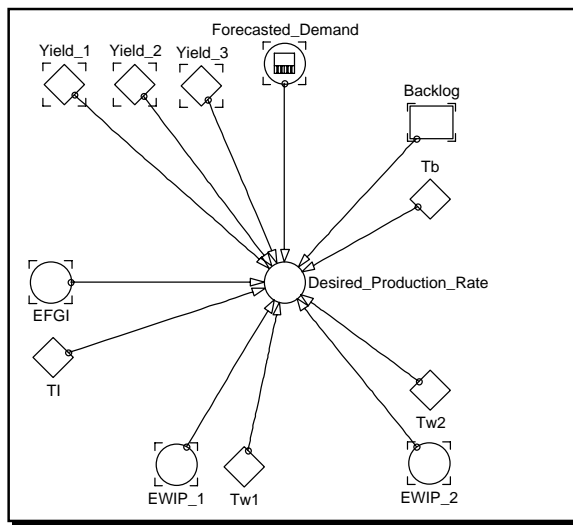 Forecasted_Demand
Yield_1
Yield_2
Yield_3
Backlog
Tb
Desired_Production_Rate
EFGI
TI
Tw2
EWIP_1
Tw1
EWIP_2